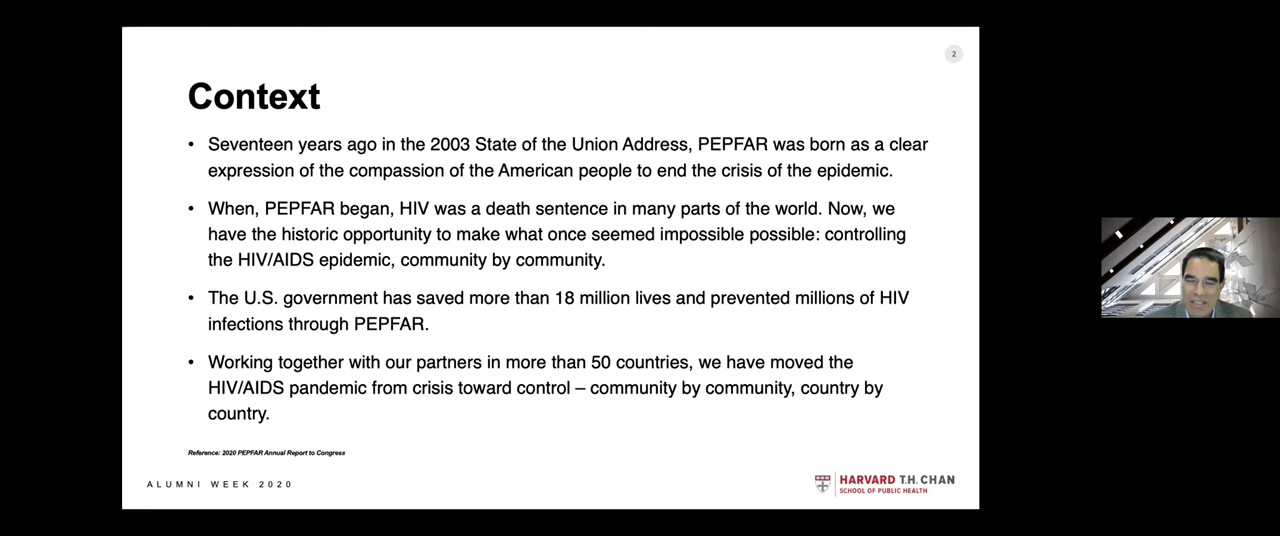 2
Context
• Seventeen years ago in the 2003 State of the Union Address, PEPFAR was born as a clear
expression of the compassion of the American people to end the crisis of the epidemic.
• When, PEPFAR began, HIV was a death sentence in many parts of the world. Now, we
have the historic opportunity to make what once seemed impossible possible: controlling
the HIV/AIDS epidemic, community by community.
• The U.S. government has saved more than 18 million lives and prevented millions of HIV
infections through PEPFAR.
• Working together with our partners in more than 50 countries, we have moved the
HIV/AIDS pandemic from crisis toward control – community by community, country by
country.
Reference: 2020 PEPFAR Annual Report to Congress
ALUMNI WEEK 2020
HARVARD T.H. CHAN
SCHOOL OF PUBLIC HEALTH